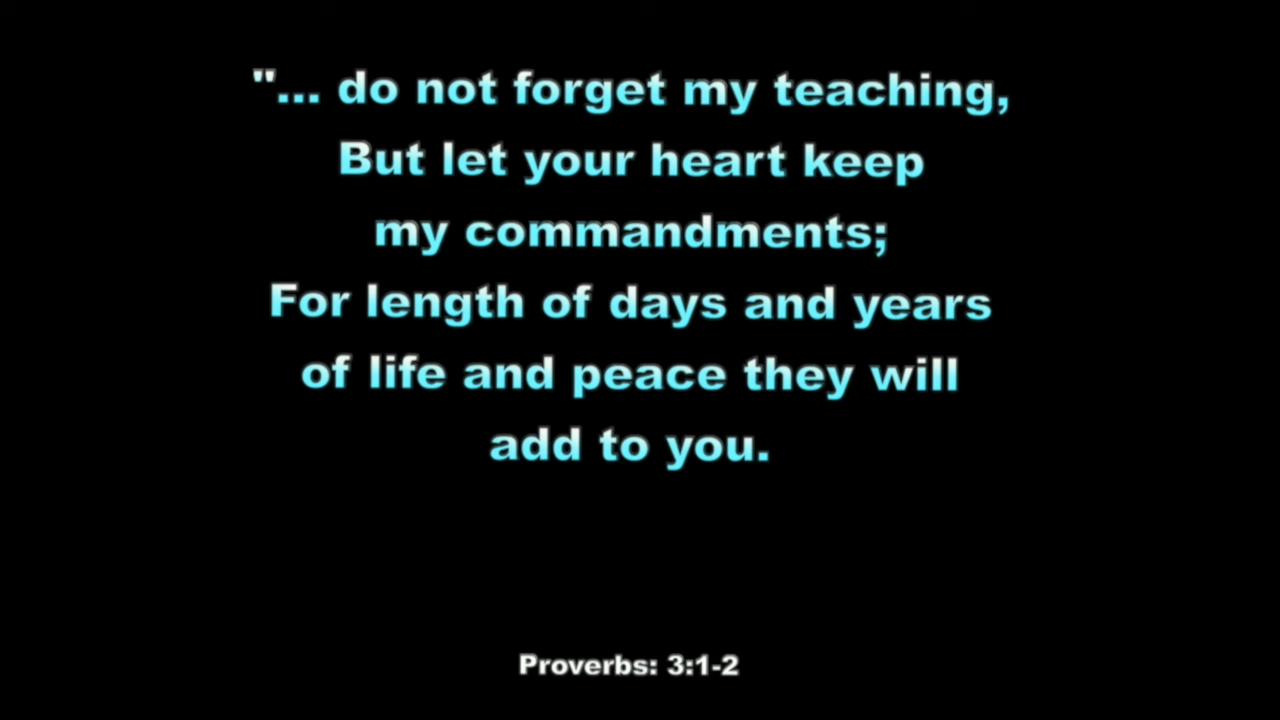 "... do not forget my teaching,
But let your heart keep
my commandments;
For length of days and years
of life and peace they will
add to you.
Proverbs: 3:1-2